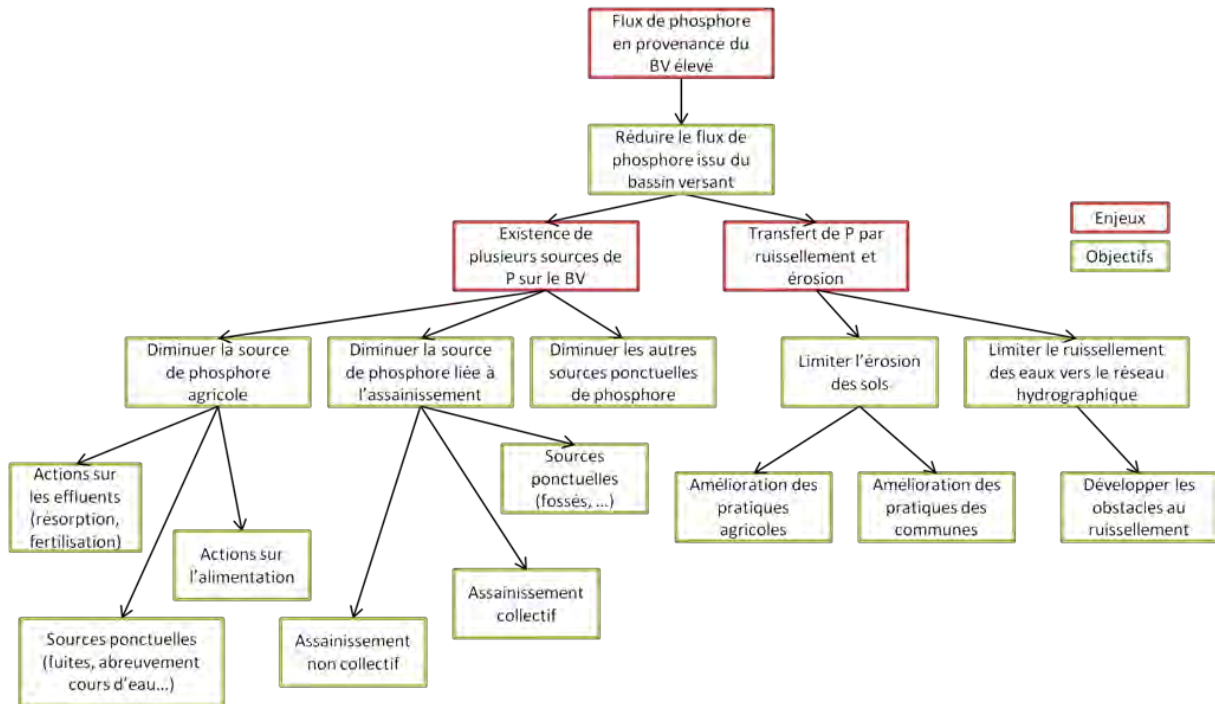 Flux de phosphore
en provenance du
BV élevé
Réduire le flux de
phosphore issu du
bassin versant
Enjeux
Objectifs
Existence de
plusieurs sources de
P sur le BV
Transfert de P par
ruissellement et
érosion
Diminuer la source
de phosphore
agricole
Diminuer la source
de phosphore liée à
l'assainissement
Diminuer les autres
sources ponctuelles
de phosphore
Limiter l'érosion
des sols
Limiter le ruissellement
des eaux vers le réseau
hydrographique
Actions sur
les effluents
(résorption,
fertilisation)
Actions sur
l'alimentation
Sources
ponctuelles
(fossés, ...)
Amélioration des
pratiques
agricoles
Amélioration des
pratiques des
communes
Développer les
obstacles au
ruissellement
Sources ponctuelles
(fuites, abreuvement
cours d'eau...)
Assainissement
non collectif
Assainissement
collectif